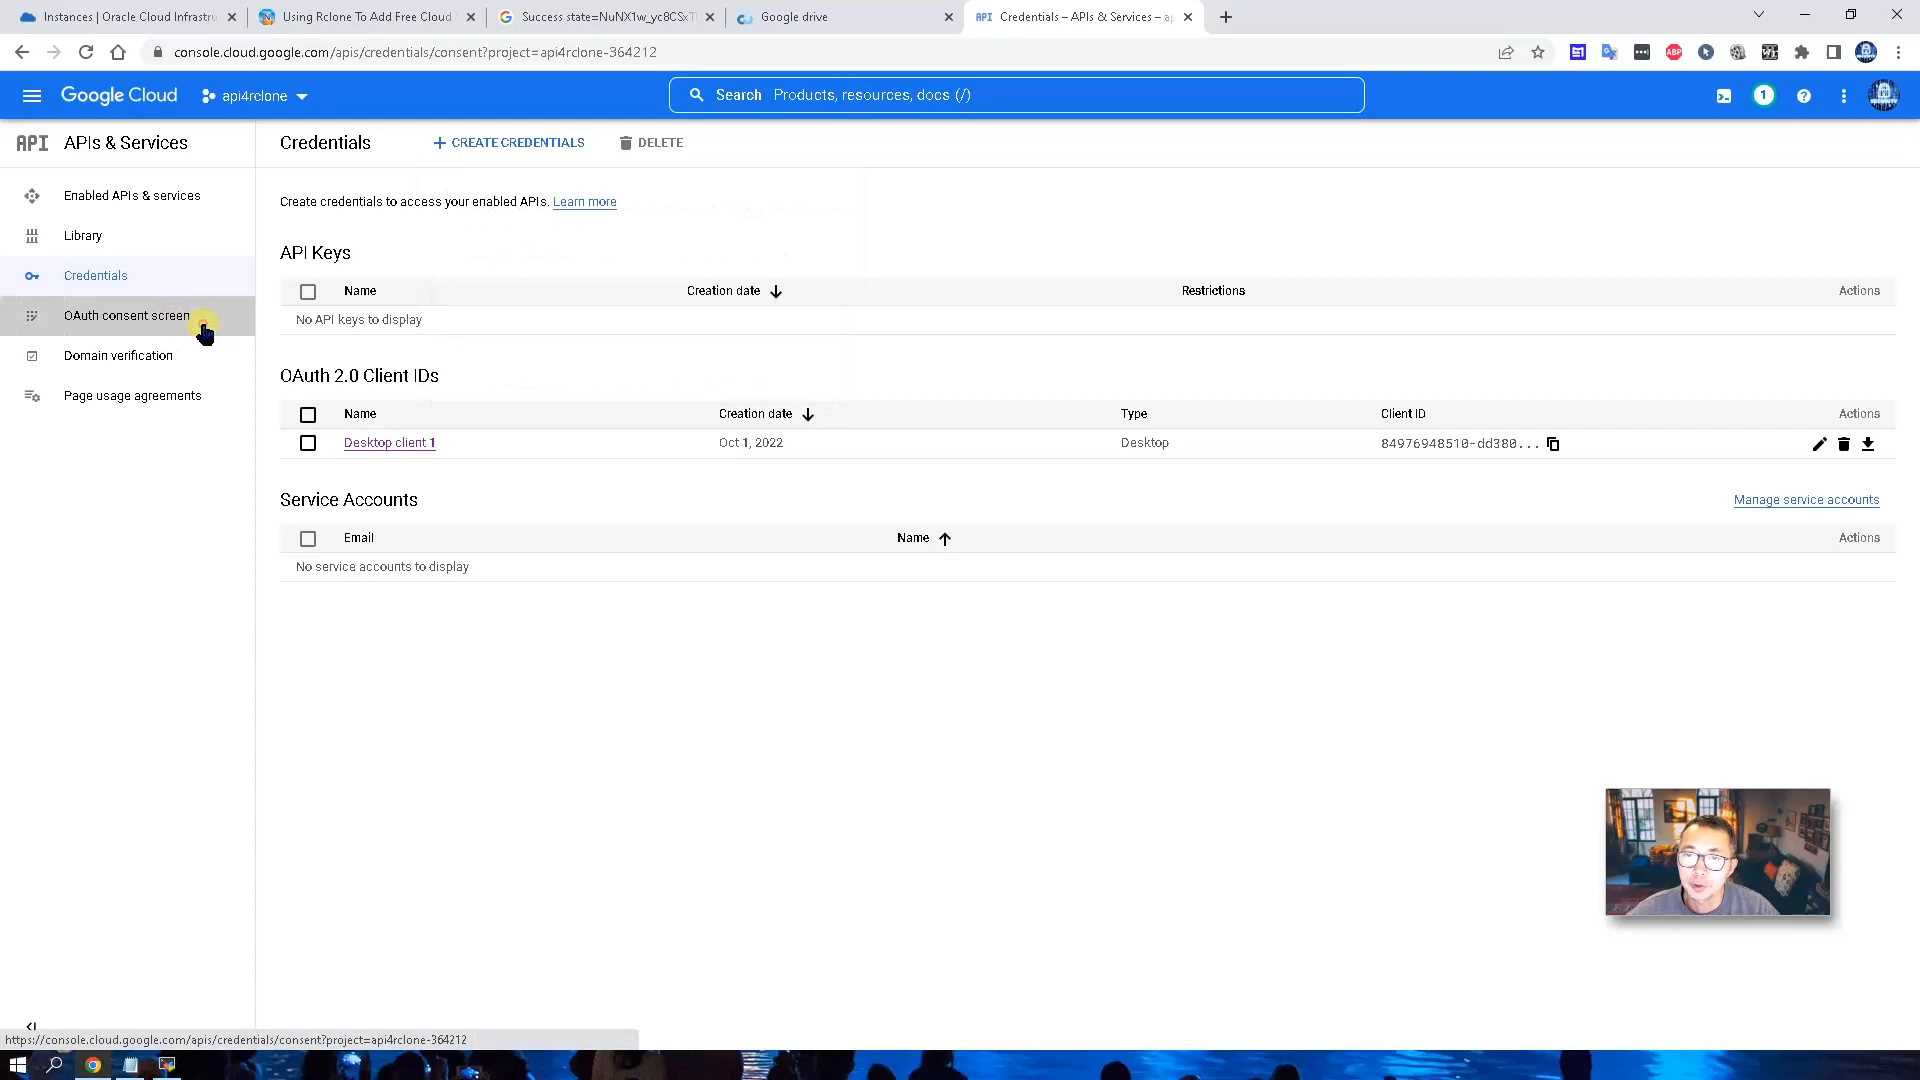 Instances | Oracle Cloud Infrastru
Using Rclone To Add Free Cloud
Success state=NuNX1w_yc8CSxT
Google drive
API Credentials – APIs & Services – a
console.cloud.google.com/apis/credentials/consent?project=api4rclone-364212
Google Cloud
api4rclone
Search Products, resources, docs (/)
1
API APIs & Services
Credentials
CREATE CREDENTIALS
DELETE
Enabled APIs & services
Library
Credentials
OAuth consent screen
Domain verification
Page usage agreements
Create credentials to access your enabled APIs. Learn more
API Keys
Name Creation date Restrictions Actions
No API keys to display
OAuth 2.0 Client IDs
Name Creation date Type Client ID Actions
Desktop client 1 Oct 1, 2022 Desktop 84976948510-dd380...
Service Accounts Manage service accounts
Email Name Actions
No service accounts to display
https://console.cloud.google.com/apis/credentials/consent?project=api4rclone-364212